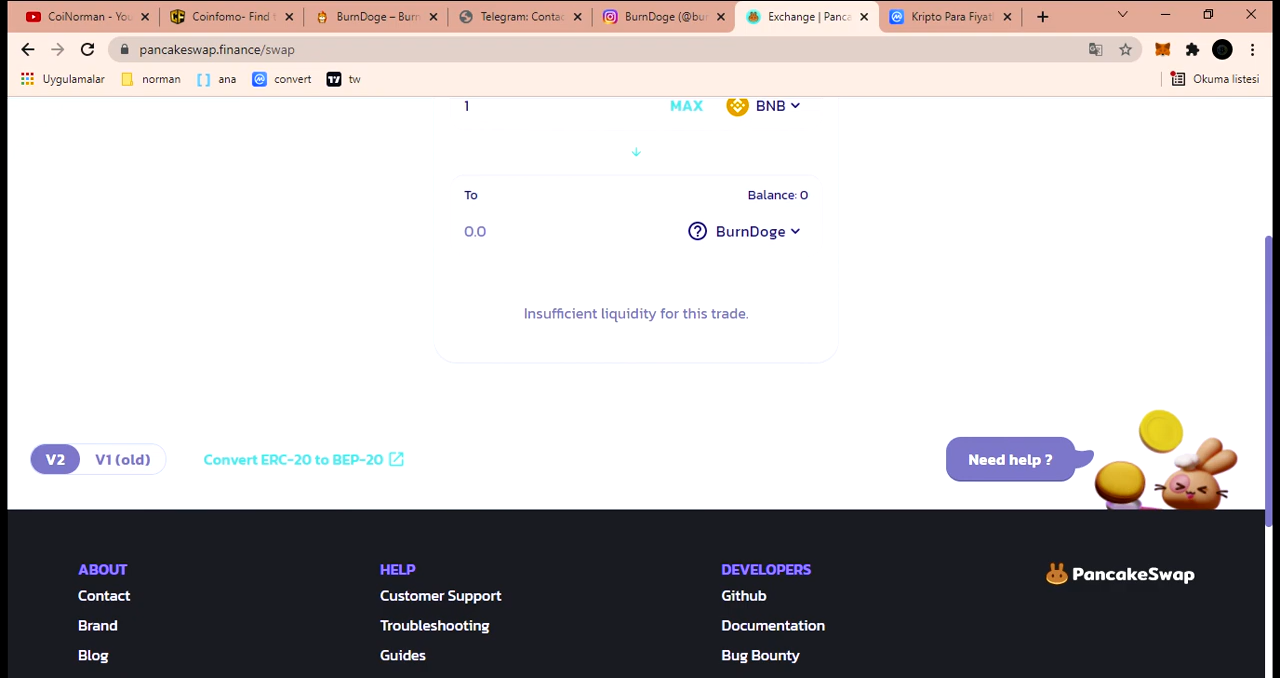 CoiNorman - You
Coinfomo- Find t
BurnDoge – Burn
Telegram: Contac
BurnDoge (@bur
Exchange | Panca
Kripto Para Fiyatl
pancakeswap.finance/swap
Uygulamalar
norman
[ ] ana
convert
tw
Okuma listesi
1
MAX
BNB
To
Balance: 0
0.0
BurnDoge
Insufficient liquidity for this trade.
V2
V1 (old)
Convert ERC-20 to BEP-20
Need help ?
ABOUT
HELP
DEVELOPERS
PancakeSwap
Contact
Customer Support
Github
Brand
Troubleshooting
Documentation
Blog
Guides
Bug Bounty